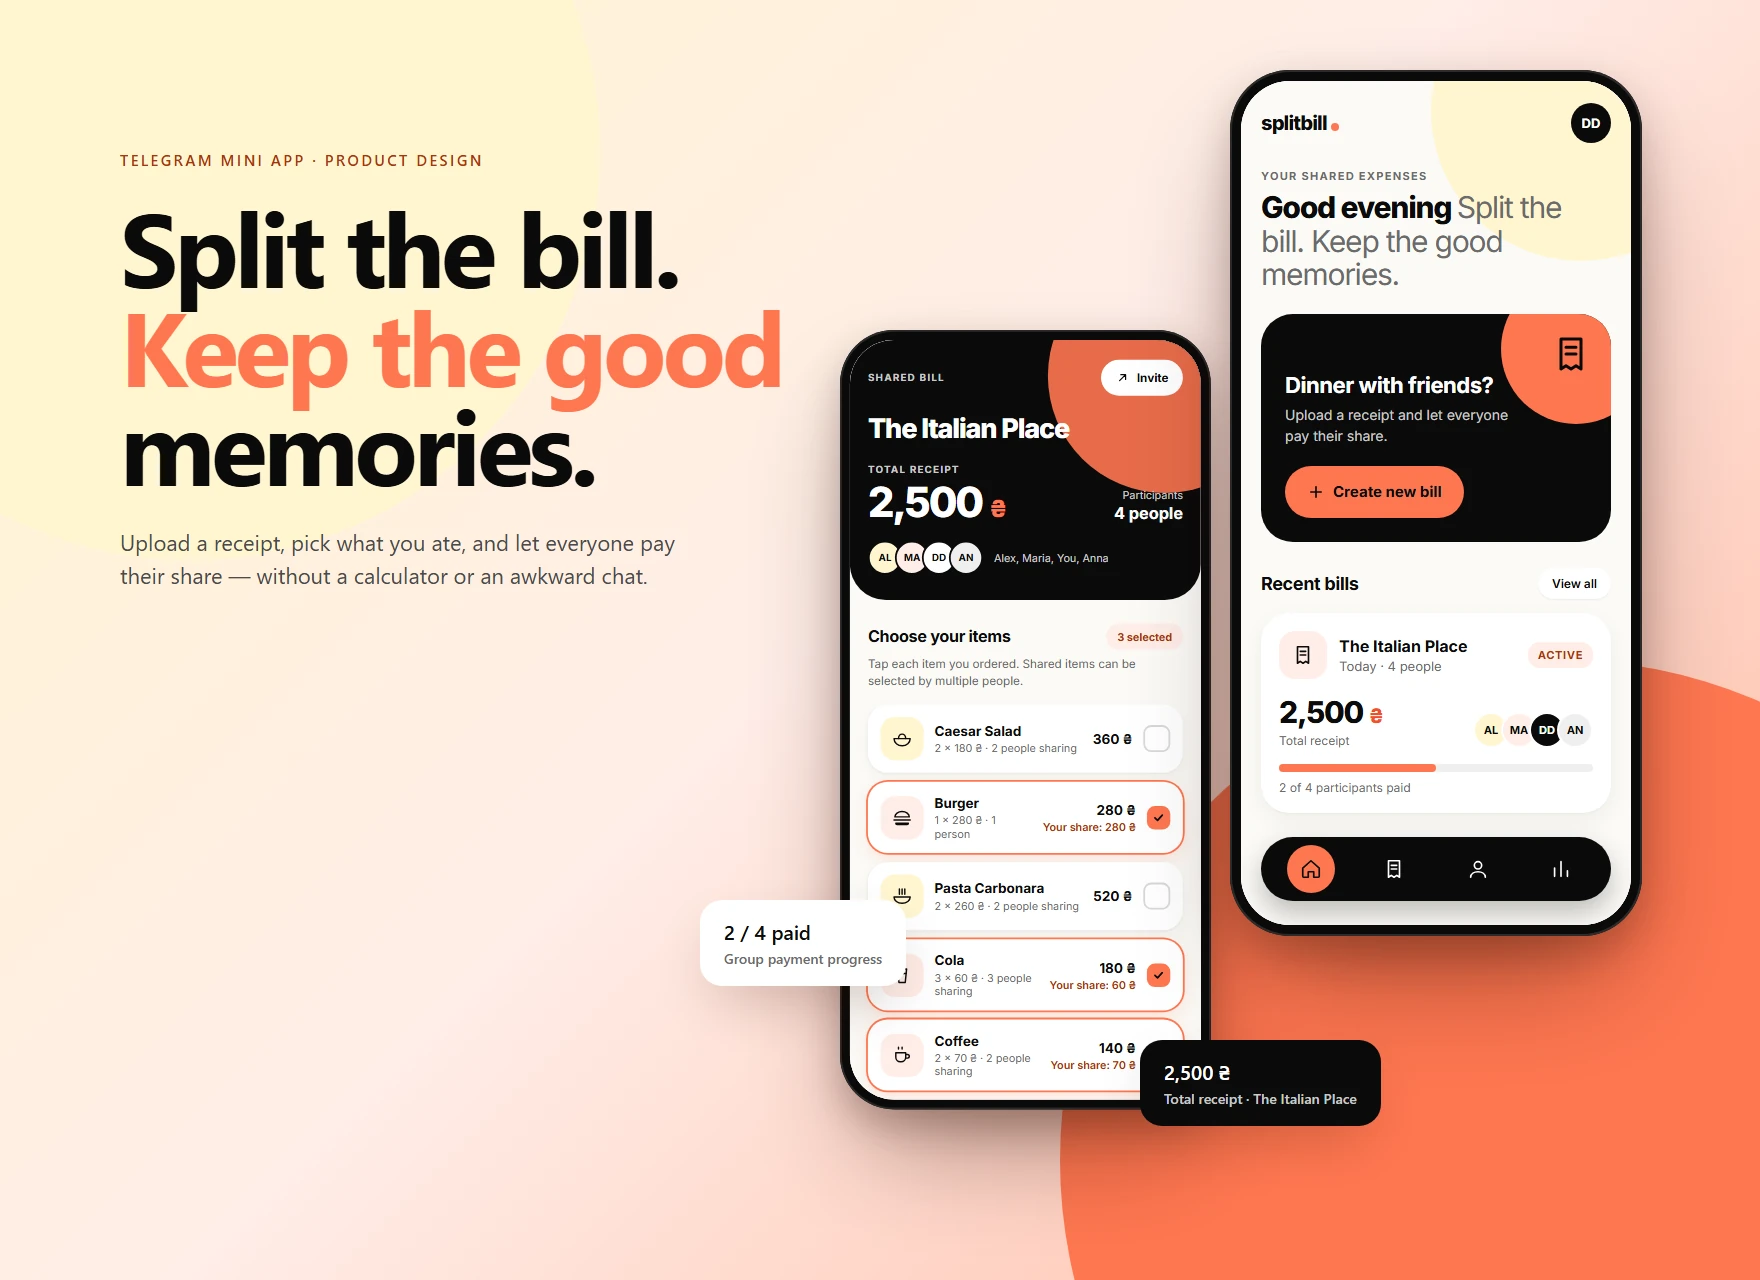 TELEGRAM MINI APP · PRODUCT DESIGN
Split the bill.
Keep the good
memories.
Upload a receipt, pick what you ate, and let everyone pay
their share — without a calculator or an awkward chat.
SHARED BILL
Invite
The Italian Place
TOTAL RECEIPT
2,500 ₴
Participants
4 people
AL MA DD AN Alex, Maria, You, Anna
Choose your items
3 selected
Tap each item you ordered. Shared items can be
selected by multiple people.
Caesar Salad
2 × 180 ₴ · 2 people sharing
360 ₴
Burger
1 × 280 ₴ · 1
person
280 ₴
Your share: 280 ₴
Pasta Carbonara
2 × 260 ₴ · 2 people sharing
520 ₴
Cola
3 × 60 ₴ · 3 people
sharing
180 ₴
Your share: 60 ₴
Coffee
2 × 70 ₴ · 2 people
sharing
140 ₴
Your share: 70 ₴
2 / 4 paid
Group payment progress
2,500 ₴
Total receipt · The Italian Place
splitbill
DD
YOUR SHARED EXPENSES
Good evening Split the
bill. Keep the good
memories.
Dinner with friends?
Upload a receipt and let everyone
pay their share.
+ Create new bill
Recent bills
View all
The Italian Place
Today · 4 people
ACTIVE
2,500 ₴
Total receipt
AL MA DD AN
2 of 4 participants paid